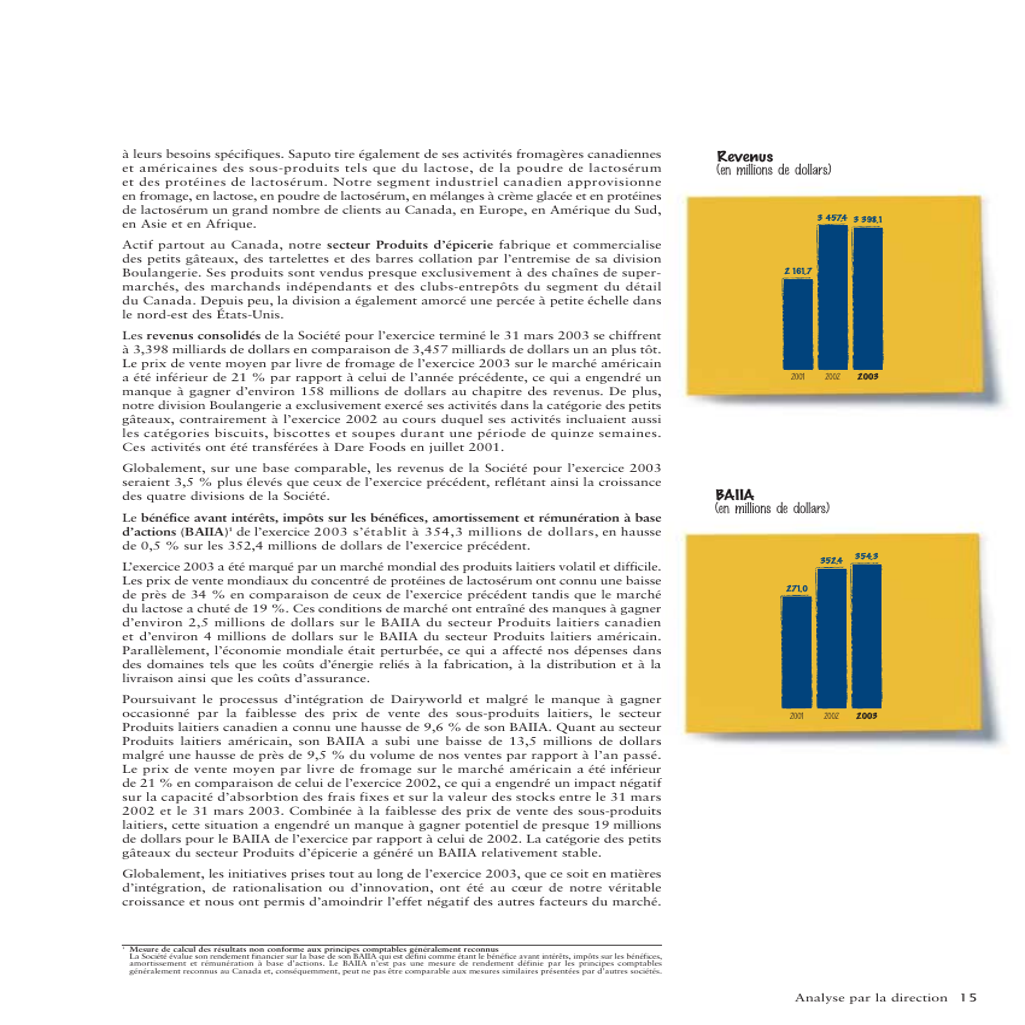 à leurs besoins spécifiques. Saputo tire également de ses activités fromagères canadiennes
et américaines des sous-produits tels que du lactose, de la poudre de lactosérum
et des protéines de lactosérum. Notre segment industriel canadien approvisionne
en fromage, en lactose, en poudre de lactosérum, en mélanges à crème glacée et en protéines
de lactosérum un grand nombre de clients au Canada, en Europe, en Amérique du Sud,
en Asie et en Afrique.
Actif partout au Canada, notre secteur Produits d'épicerie fabrique et commercialise
des petits gâteaux, des tartelettes et des barres collation par l'entremise de sa division
Boulangerie. Ses produits sont vendus presque exclusivement à des chaînes de super-
marchés, des marchands indépendants et des clubs-entrepôts du segment du détail
du Canada. Depuis peu, la division a également amorcé une percée à petite échelle dans
le nord-est des États-Unis.
Les revenus consolidés de la Société pour l'exercice terminé le 31 mars 2003 se chiffrent
à 3,398 milliards de dollars en comparaison de 3,457 milliards de dollars un an plus tôt.
Le prix de vente moyen par livre de fromage de l'exercice 2003 sur le marché américain
a été inférieur de 21 % par rapport à celui de l'année précédente, ce qui a engendré un
manque à gagner d'environ 158 millions de dollars au chapitre des revenus. De plus,
notre division Boulangerie a exclusivement exercé ses activités dans la catégorie des petits
gâteaux, contrairement à l'exercice 2002 au cours duquel ses activités incluaient aussi
les catégories biscuits, biscottes et soupes durant une période de quinze semaines.
Ces activités ont été transférées à Dare Foods en juillet 2001.
Globalement, sur une base comparable, les revenus de la Société pour l'exercice 2003
seraient 3,5 % plus élevés que ceux de l'exercice précédent, reflétant ainsi la croissance
des quatre divisions de la Société.
Le bénéfice avant intérêts, impôts sur les bénéfices, amortissement et rémunération à base
d'actions (BAIIA)¹ de l'exercice 2003 s'établit à 354,3 millions de dollars, en hausse
de 0,5 % sur les 352,4 millions de dollars de l'exercice précédent.
L'exercice 2003 a été marqué par un marché mondial des produits laitiers volatil et difficile.
Les prix de vente mondiaux du concentré de protéines de lactosérum ont connu une baisse
de près de 34 % en comparaison de ceux de l'exercice précédent tandis que le marché
du lactose a chuté de 19 %. Ces conditions de marché ont entraîné des manques à gagner
d'environ 2,5 millions de dollars sur le BAIIA du secteur Produits laitiers canadien
et d'environ 4 millions de dollars sur le BAIIA du secteur Produits laitiers américain.
Parallèlement, l'économie mondiale était perturbée, ce qui a affecté nos dépenses dans
des domaines tels que les coûts d'énergie reliés à la fabrication, à la distribution et à la
livraison ainsi que les coûts d'assurance.
Poursuivant le processus d'intégration de Dairyworld et malgré le manque à gagner
occasionné par la faiblesse des prix de vente des sous-produits laitiers, le secteur
Produits laitiers canadien a connu une hausse de 9,6 % de son BAIIA. Quant au secteur
Produits laitiers américain, son BAIIA a subi une baisse de 13,5 millions de dollars
malgré une hausse de près de 9,5 % du volume de nos ventes par rapport à l'an passé.
Le prix de vente moyen par livre de fromage sur le marché américain a été inférieur
de 21 % en comparaison de celui de l'exercice 2002, ce qui a engendré un impact négatif
sur la capacité d'absorbtion des frais fixes et sur la valeur des stocks entre le 31 mars
2002 et le 31 mars 2003. Combinée à la faiblesse des prix de vente des sous-produits
laitiers, cette situation a engendré un manque à gagner potentiel de presque 19 millions
de dollars pour le BAIIA de l'exercice par rapport à celui de 2002. La catégorie des petits
gâteaux du secteur Produits d'épicerie a généré un BAIIA relativement stable.
Globalement, les initiatives prises tout au long de l'exercice 2003, que ce soit en matières
d'intégration, de rationalisation ou d'innovation, ont été au cœur de notre véritable
croissance et nous ont permis d'amoindrir l'effet négatif des autres facteurs du marché.
¹ Mesure de calcul des résultats non conforme aux principes comptables généralement reconnus
La Société évalue son rendement financier sur la base de son BAIIA qui est défini comme étant le bénéfice avant intérêts, impôts sur les bénéfices,
amortissement et rémunération à base d'actions. Le BAIIA n'est pas une mesure de rendement définie par les principes comptables
généralement reconnus au Canada et, conséquemment, peut ne pas être comparable aux mesures similaires présentées par d'autres sociétés.
Revenus
(en millions de dollars)
3 457,4 3 398,1
2 161,7
2001 2002 2003
BAIIA
(en millions de dollars)
352,4 354,3
271,0
2001 2002 2003
Analyse par la direction 15